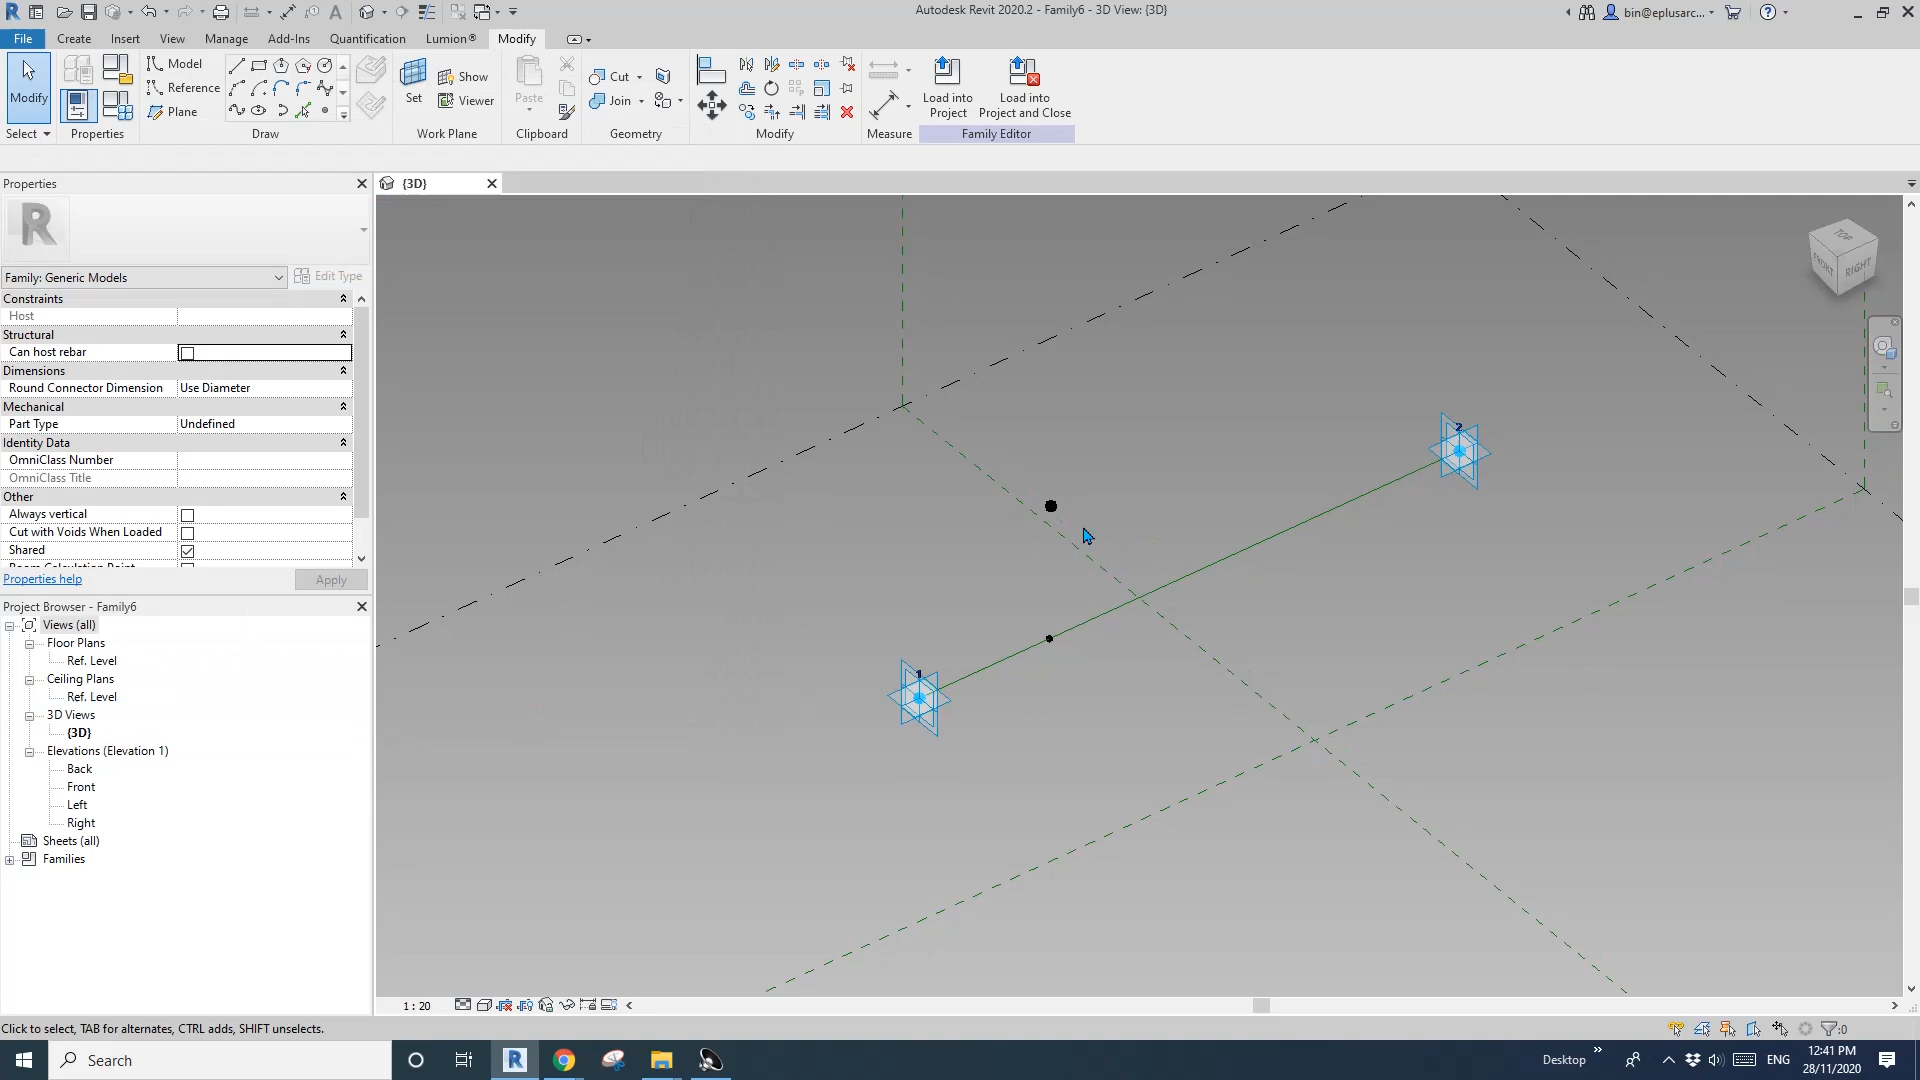 Autodesk Revit 2020.2 - Family6 - 3D View: {3D}
bin@eplusarc...
File
Create
Insert
View
Manage
Add-Ins
Quantification
Lumion®
Modify
Modify
Select
Properties
Model
Reference
Plane
Draw
Set
Show
Viewer
Work Plane
Paste
Clipboard
Cut
Join
Geometry
Modify
Measure
Load into
Project
Load into
Project and Close
Family Editor
Properties
{3D}
Family: Generic Models
Edit Type
Constraints
Host
Structural
Can host rebar
Dimensions
Round Connector Dimension
Use Diameter
Mechanical
Part Type
Undefined
Identity Data
OmniClass Number
OmniClass Title
Other
Always vertical
Cut with Voids When Loaded
Shared
Room Calculation Point
Properties help
Apply
Project Browser - Family6
Views (all)
Floor Plans
Ref. Level
Ceiling Plans
Ref. Level
3D Views
{3D}
Elevations (Elevation 1)
Back
Front
Left
Right
Sheets (all)
Families
TOP
FRONT
RIGHT
2
1
1 : 20
Click to select, TAB for alternates, CTRL adds, SHIFT unselects.
:0
Search
Desktop
ENG
12:41 PM
28/11/2020